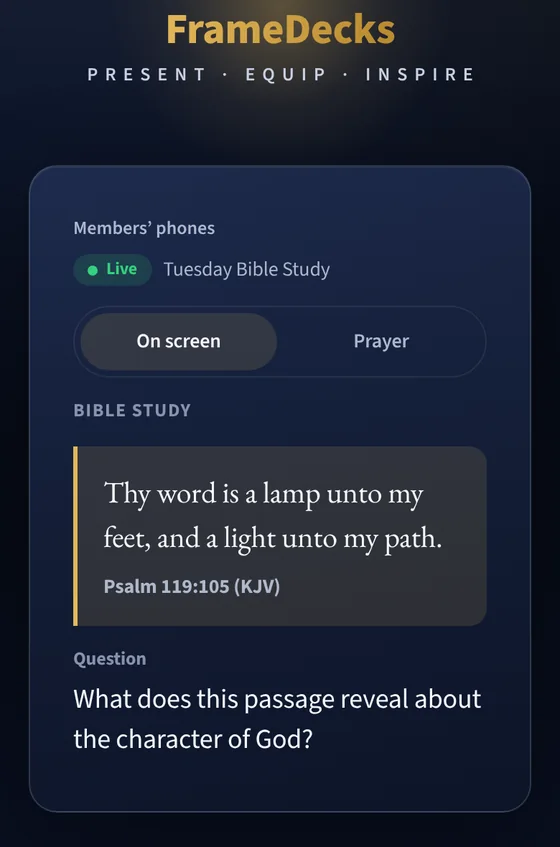 FrameDecks
PRESENT · EQUIP · INSPIRE
Members’ phones
Live Tuesday Bible Study
On screen Prayer
BIBLE STUDY
Thy word is a lamp unto my
feet, and a light unto my path.
Psalm 119:105 (KJV)
Question
What does this passage reveal about
the character of God?